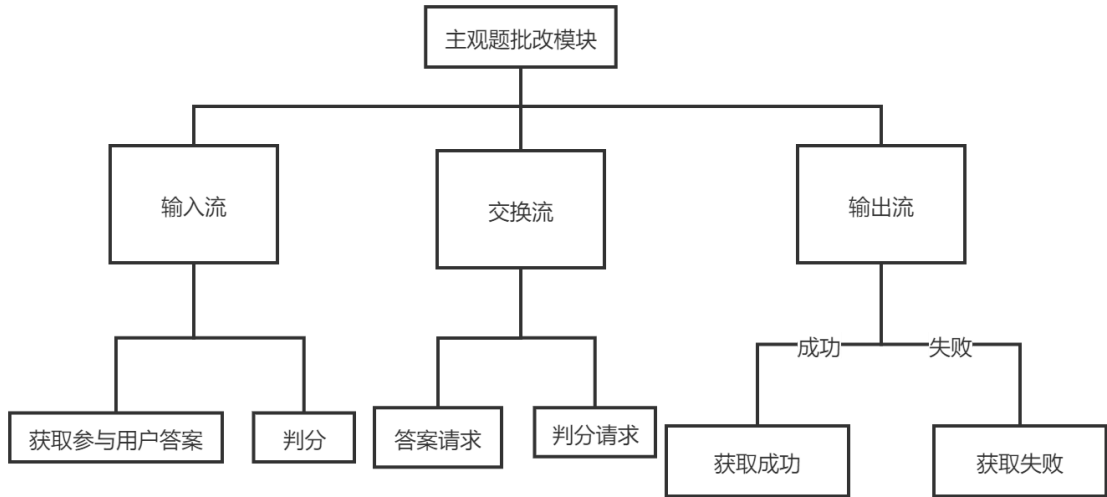 主观题批改模块
输入流
交换流
输出流
成功
失败
获取参与用户答案
判分
答案请求
判分请求
获取成功
获取失败